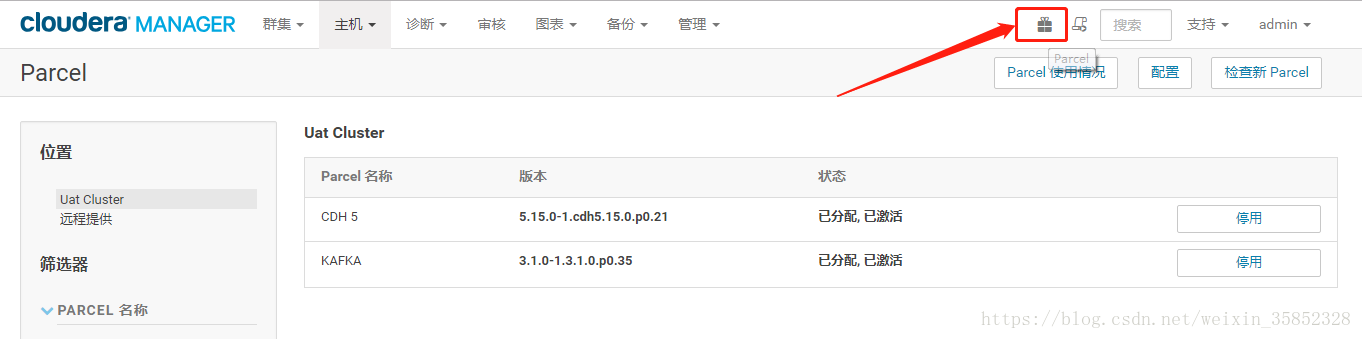 cloudera MANAGER 群集 主机 诊断 审核 图表 备份 管理 搜索 支持 admin
Parcel
Parcel Parcel 使用情况 配置 检查新 Parcel
位置
Uat Cluster
远程提供
筛选器
PARCEL 名称
Uat Cluster
Parcel 名称 版本 状态
CDH 5 5.15.0-1.cdh5.15.0.p0.21 已分配, 已激活 停用
KAFKA 3.1.0-1.3.1.0.p0.35 已分配, 已激活 停用
https://blog.csdn.net/weixin_35852328